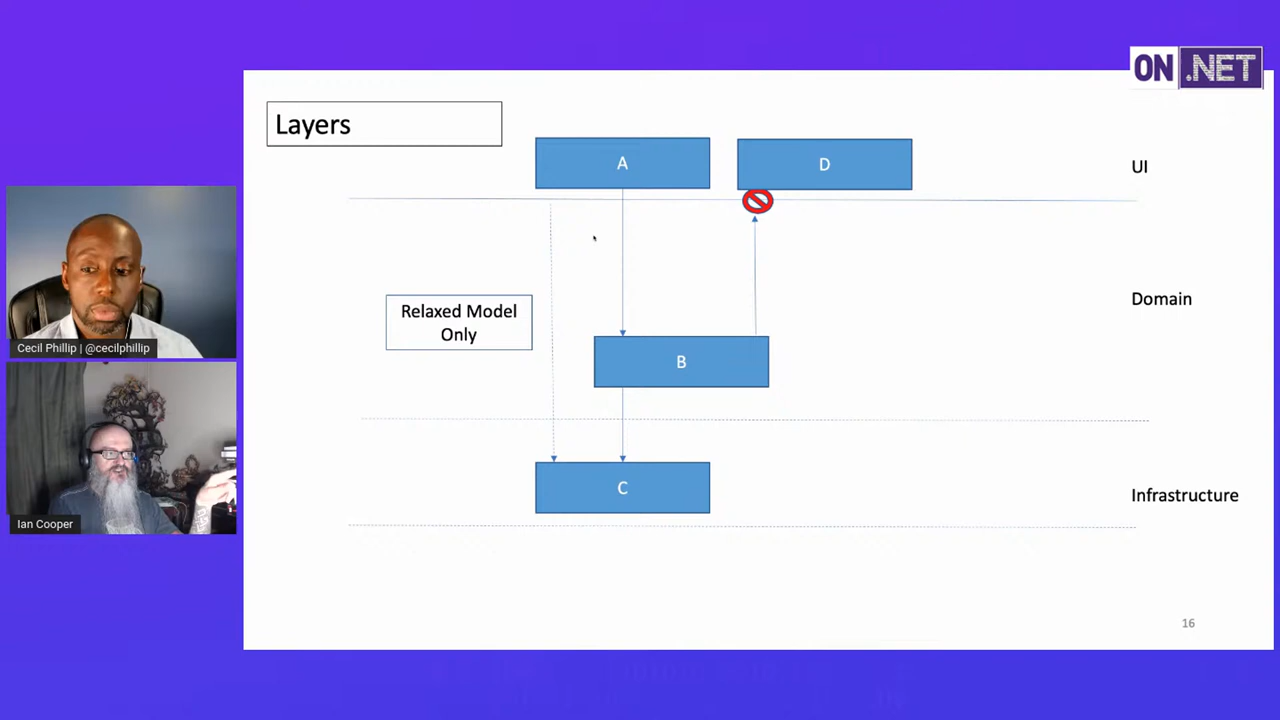 ON .NET
Layers
A
D
UI
Relaxed Model
Only
Domain
B
C
Infrastructure
16
Cecil Phillip | @cecilphillip
Ian Cooper